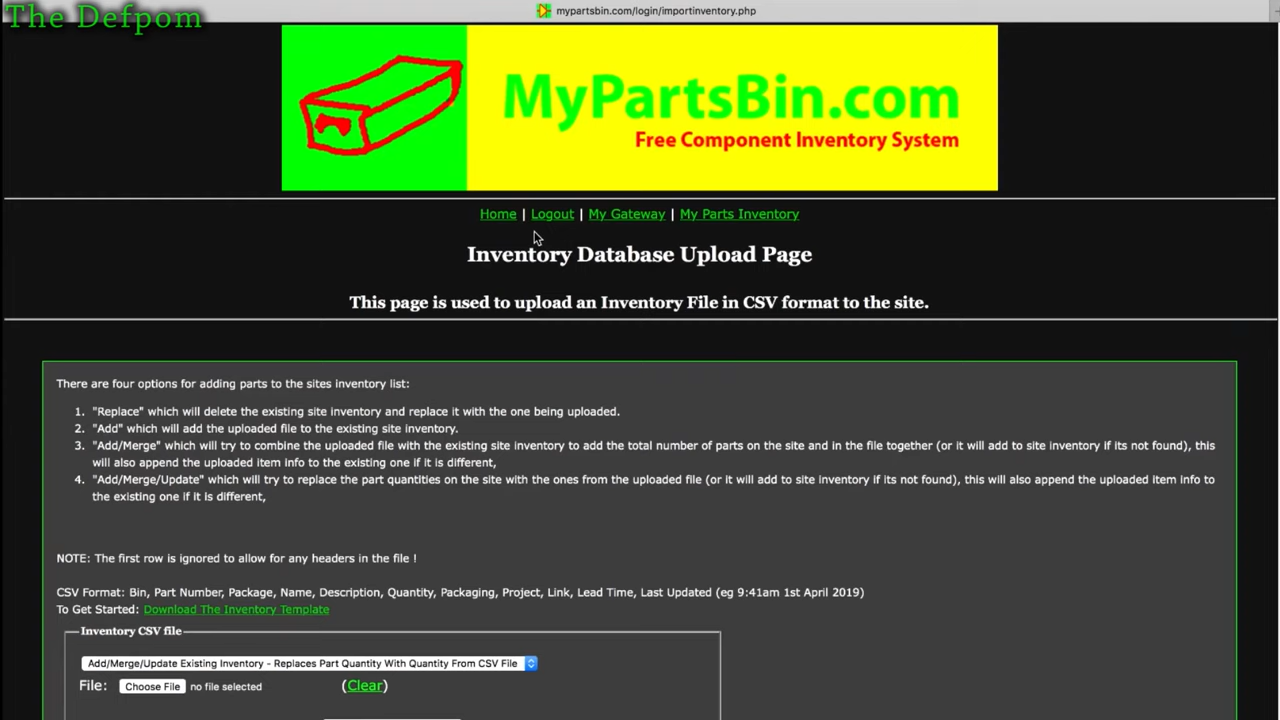 The Defpom
mypartsbin.com/login/importinventory.php
MyPartsBin.com
Free Component Inventory System
Home | Logout | My Gateway | My Parts Inventory
Inventory Database Upload Page
This page is used to upload an Inventory File in CSV format to the site.
There are four options for adding parts to the sites inventory list:
1. "Replace" which will delete the existing site inventory and replace it with the one being uploaded.
2. "Add" which will add the uploaded file to the existing site inventory.
3. "Add/Merge" which will try to combine the uploaded file with the existing site inventory to add the total number of parts on the site and in the file together (or it will add to site inventory if its not found), this
will also append the uploaded item info to the existing one if it is different,
4. "Add/Merge/Update" which will try to replace the part quantities on the site with the ones from the uploaded file (or it will add to site inventory if its not found), this will also append the uploaded item info to
the existing one if it is different,
NOTE: The first row is ignored to allow for any headers in the file !
CSV Format: Bin, Part Number, Package, Name, Description, Quantity, Packaging, Project, Link, Lead Time, Last Updated (eg 9:41am 1st April 2019)
To Get Started: Download The Inventory Template
Inventory CSV file
Add/Merge/Update Existing Inventory - Replaces Part Quantity With Quantity From CSV File
File: Choose File no file selected (Clear)